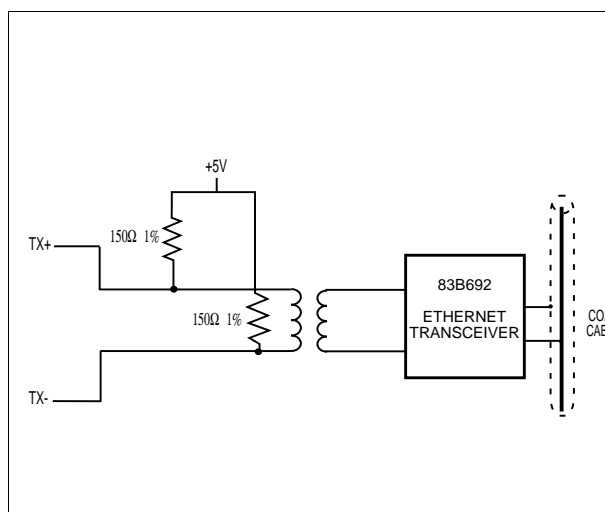 +5V
150Ω 1%
TX+
83B692
150Ω 1%
ETHERNET
TRANSCEIVER
TX-